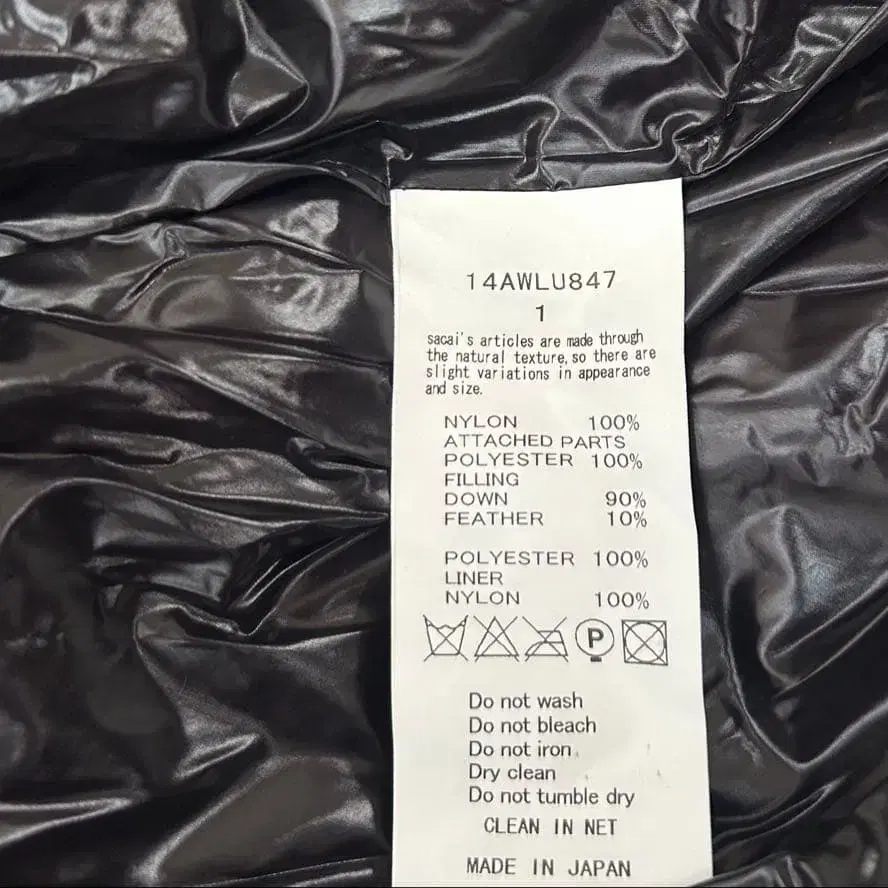 14AWLU847
1
sacai's articles are made through
the natural texture, so there are
slight variations in appearance
and size.
NYLON 100%
ATTACHED PARTS
POLYESTER 100%
FILLING
DOWN 90%
FEATHER 10%
POLYESTER 100%
LINER
NYLON 100%
P
Do not wash
Do not bleach
Do not iron
Dry clean
Do not tumble dry
CLEAN IN NET
MADE IN JAPAN